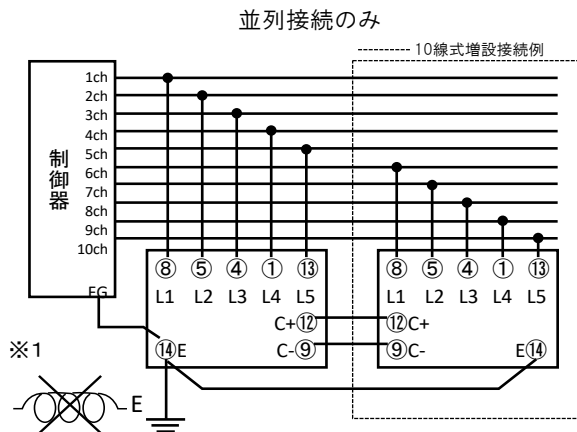 並列接続のみ
10線式増設接続例
1ch
2ch
3ch
4ch
5ch
6ch
7ch
8ch
9ch
10ch
制御器
FG
⑧ ⑤ ④ ① ⑬
L1 L2 L3 L4 L5
C+⑫
⑭E C-⑨
⑧ ⑤ ④ ① ⑬
L1 L2 L3 L4 L5
⑫C+
⑨C- E⑭
※1
E